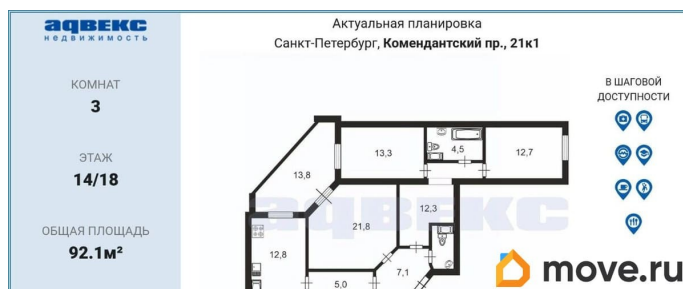 адвекс
НЕДВИЖИМОСТЬ
КОМНАТ
3
ЭТАЖ
14/18
ОБЩАЯ ПЛОЩАДЬ
92.1м²
Актуальная планировка
Санкт-Петербург, Комендантский пр., 21к1
13,3
4,5
12,7
13,8
12,3
21,8
12,8
7,1
5,0
адвекс
В ШАГОВОЙ
ДОСТУПНОСТИ
move.ru